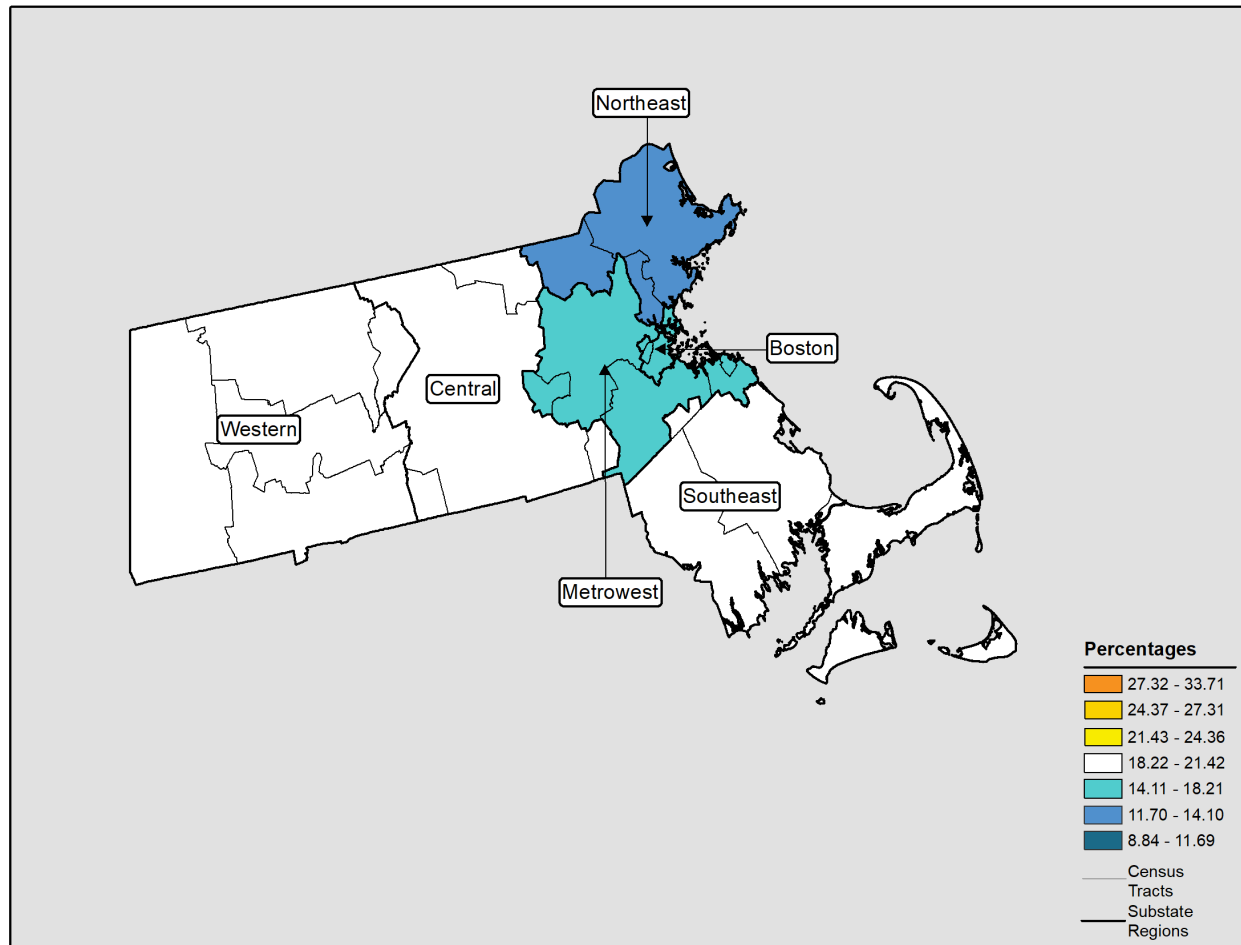 Northeast
Boston
Central
Western
Southeast
Metrowest
Percentages
27.32 - 33.71
24.37 - 27.31
21.43 - 24.36
18.22 - 21.42
14.11 - 18.21
11.70 - 14.10
8.84 - 11.69
Census
Tracts
Substate
Regions